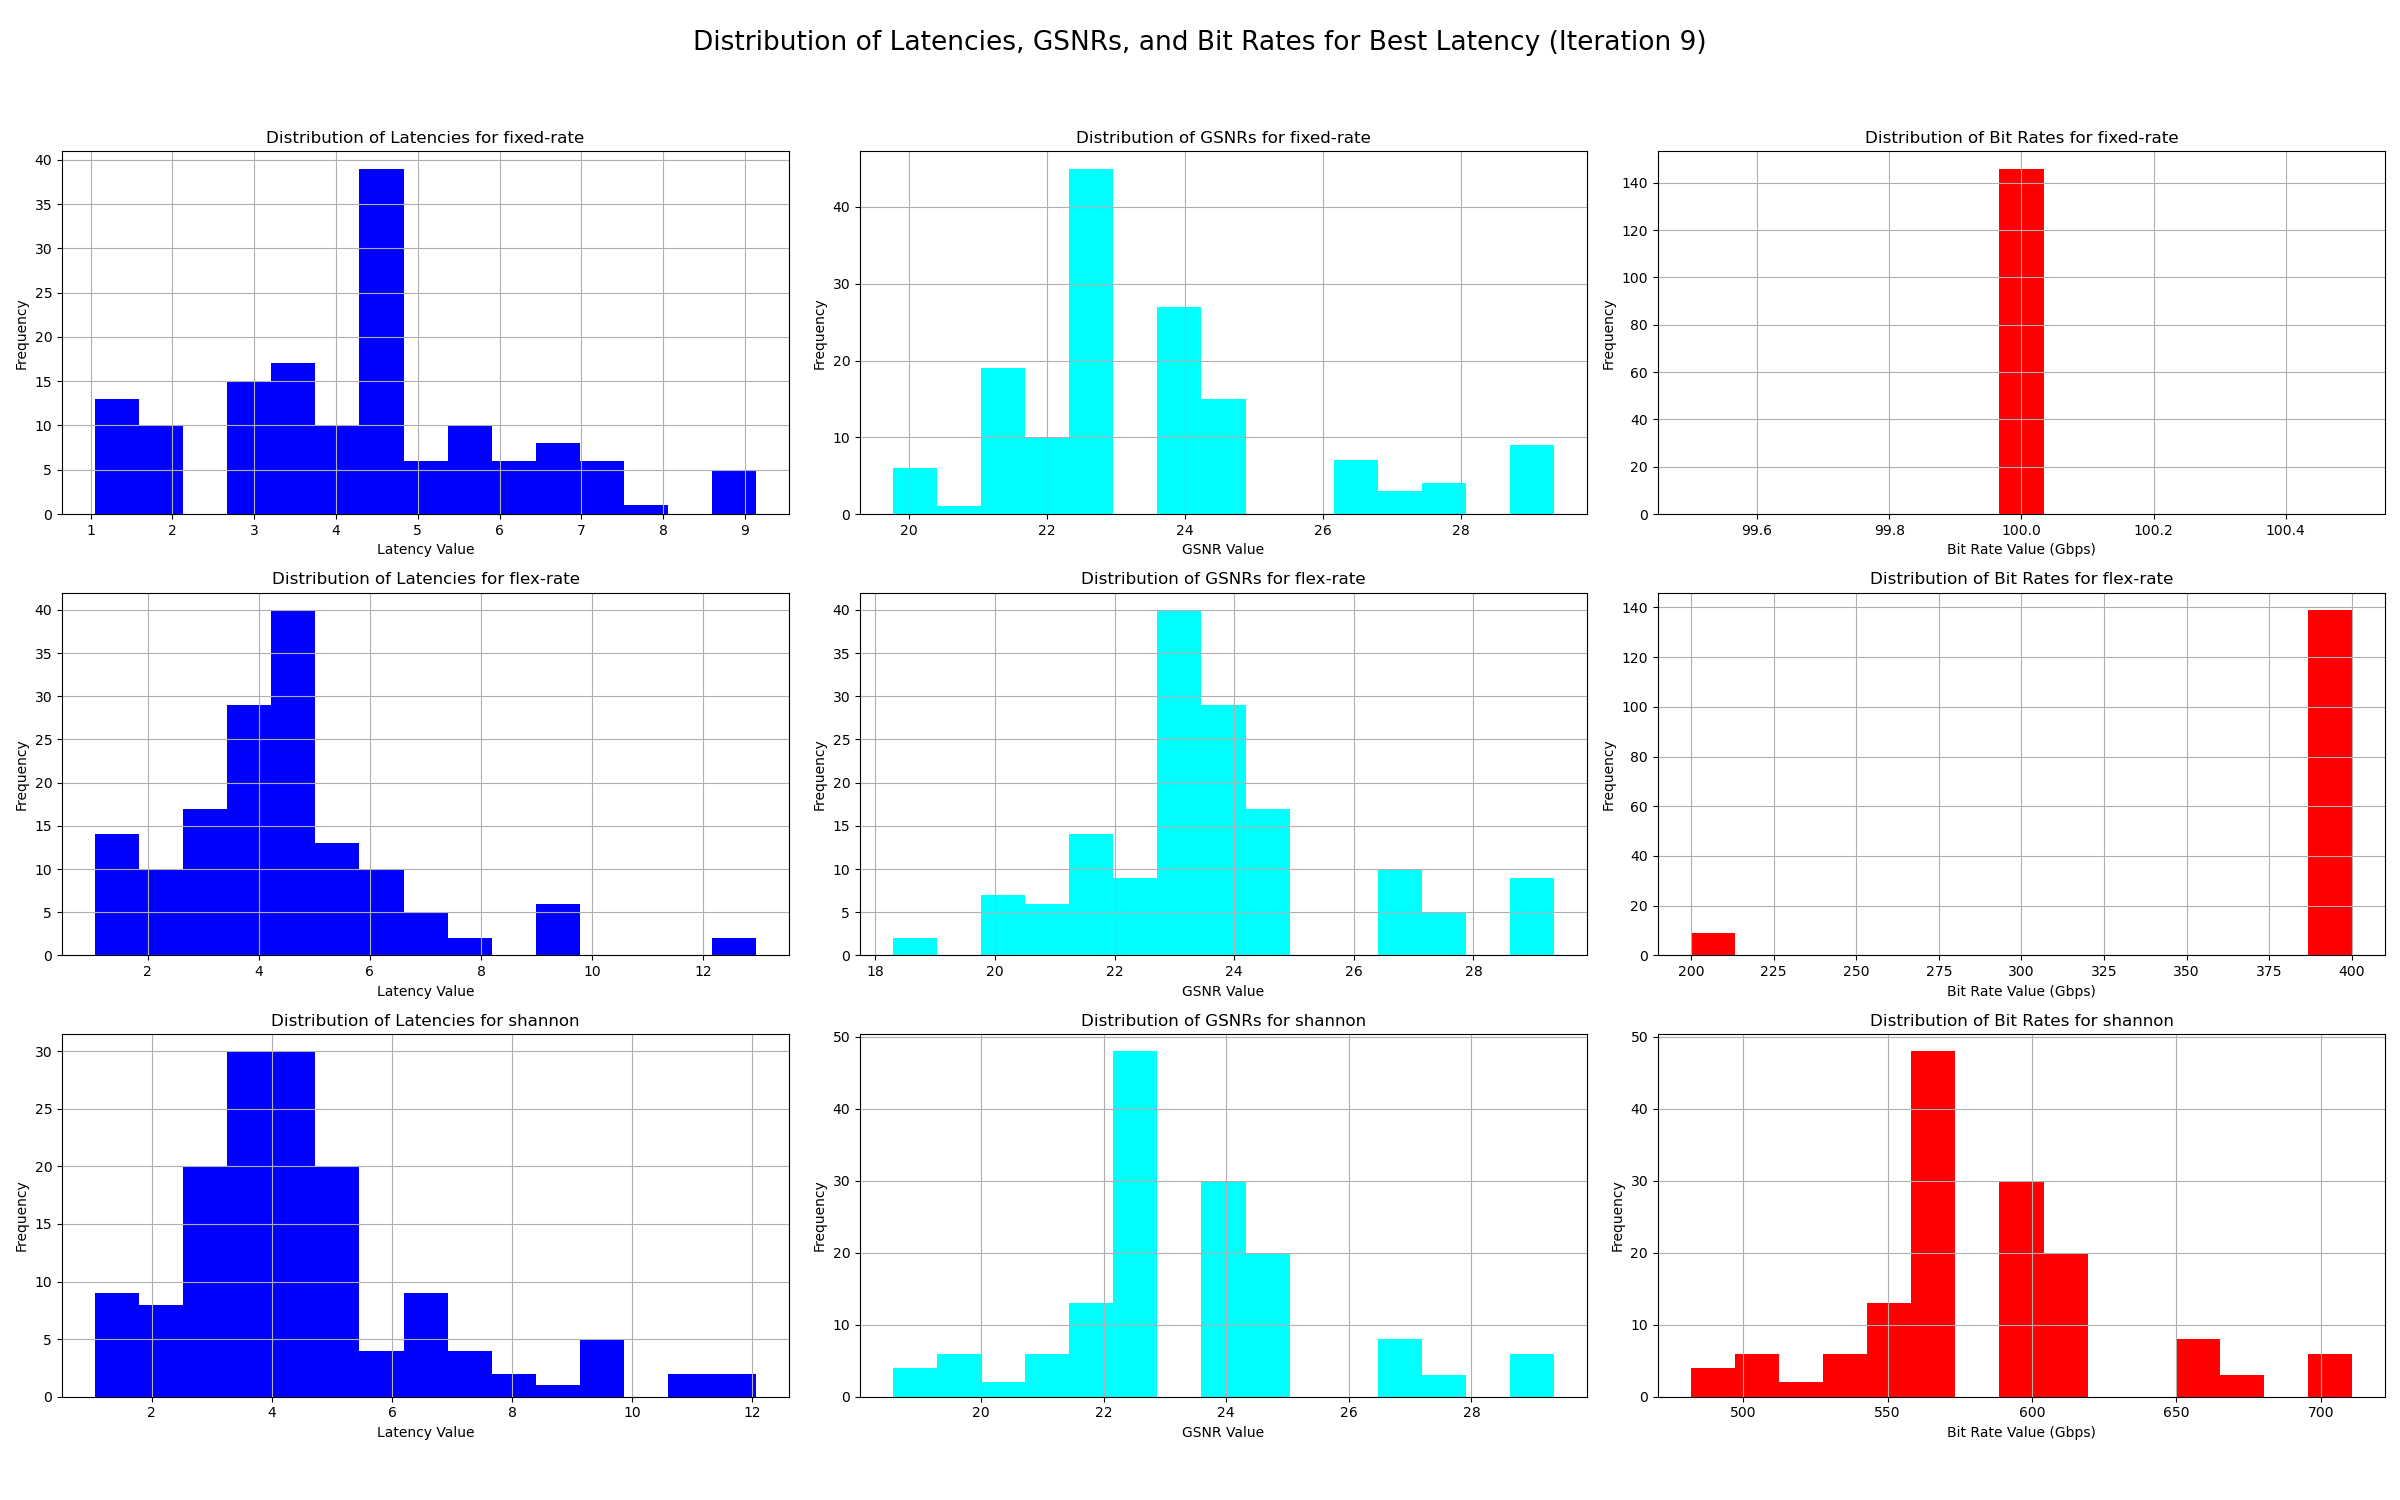 Distribution of Latencies, GSNRs, and Bit Rates for Best Latency (Iteration 9)
Distribution of Latencies for fixed-rate
Frequency
40
35
30
25
20
15
10
5
0
1 2 3 4 5 6 7 8 9
Latency Value
Distribution of GSNRs for fixed-rate
Frequency
40
30
20
10
0
20 22 24 26 28
GSNR Value
Distribution of Bit Rates for fixed-rate
Frequency
140
120
100
80
60
40
20
0
99.6 99.8 100.0 100.2 100.4
Bit Rate Value (Gbps)
Distribution of Latencies for flex-rate
Frequency
40
35
30
25
20
15
10
5
0
2 4 6 8 10 12
Latency Value
Distribution of GSNRs for flex-rate
Frequency
40
35
30
25
20
15
10
5
0
18 20 22 24 26 28
GSNR Value
Distribution of Bit Rates for flex-rate
Frequency
140
120
100
80
60
40
20
0
200 225 250 275 300 325 350 375 400
Bit Rate Value (Gbps)
Distribution of Latencies for shannon
Frequency
30
25
20
15
10
5
0
2 4 6 8 10 12
Latency Value
Distribution of GSNRs for shannon
Frequency
50
40
30
20
10
0
20 22 24 26 28
GSNR Value
Distribution of Bit Rates for shannon
Frequency
50
40
30
20
10
0
500 550 600 650 700
Bit Rate Value (Gbps)